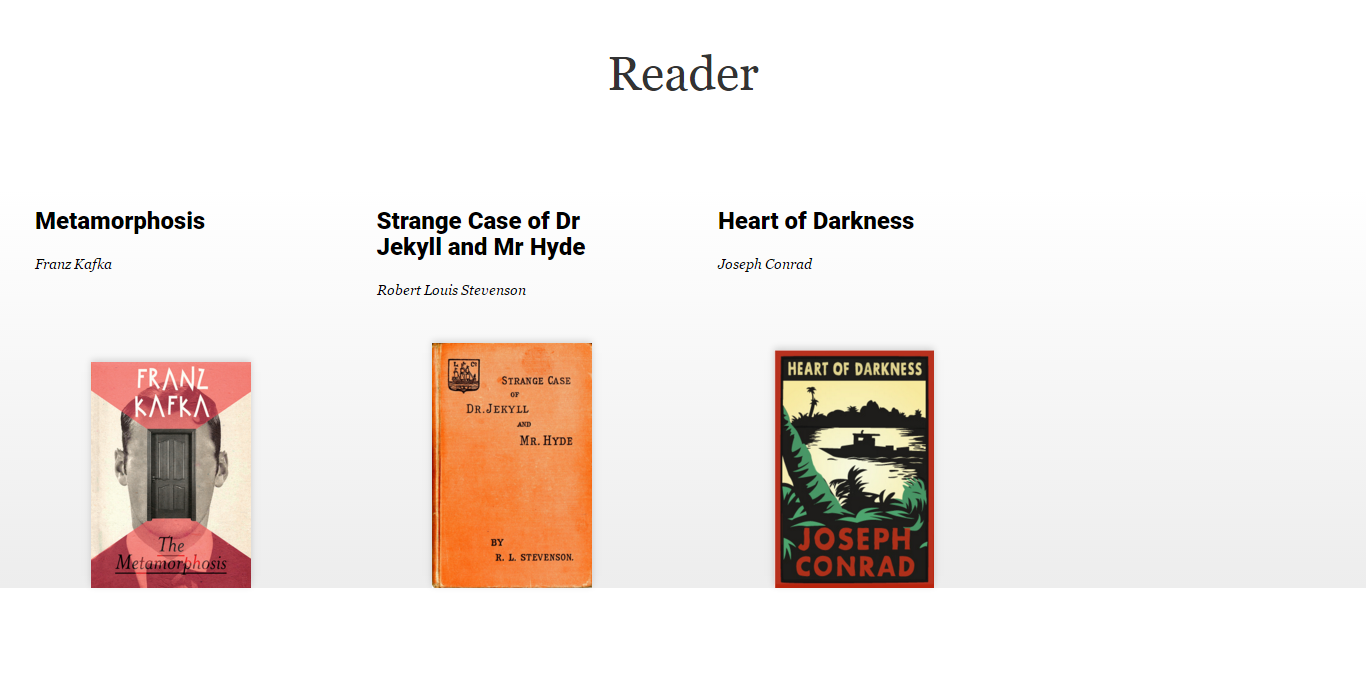 Reader
Metamorphosis
Franz Kafka
Strange Case of Dr
Jekyll and Mr Hyde
Robert Louis Stevenson
Heart of Darkness
Joseph Conrad
FRANZ
KAFKA
The
Metamorphosis
STRANGE CASE
OF
DR. JEKYLL
AND
MR. HYDE
BY
R. L. STEVENSON.
HEART OF DARKNESS
JOSEPH
CONRAD